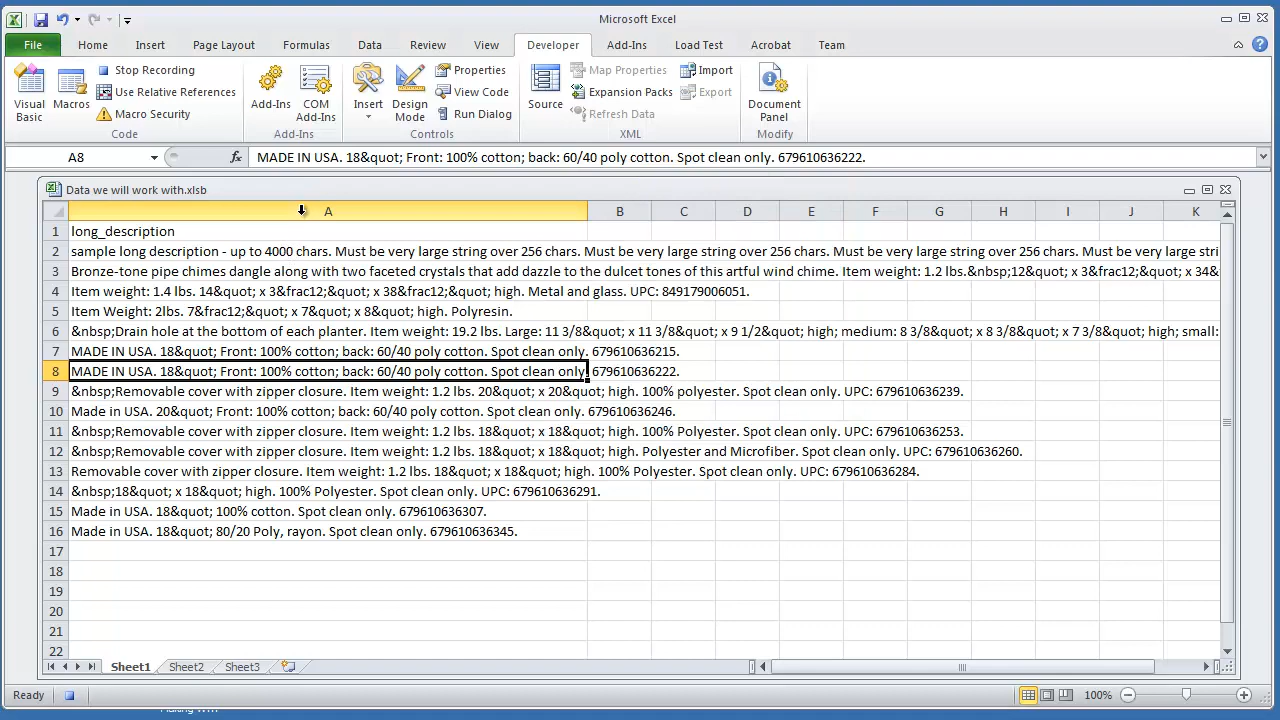 Microsoft Excel
File Home Insert Page Layout Formulas Data Review View Developer Add-Ins Load Test Acrobat Team
Visual Basic
Macros
Stop Recording
Use Relative References
Macro Security
Code
Add-Ins
COM Add-Ins
Add-Ins
Insert
Design Mode
Properties
View Code
Run Dialog
Controls
Source
Map Properties
Expansion Packs
Refresh Data
Import
Export
XML
Document Panel
Modify
A8 fx MADE IN USA. 18&quot; Front: 100% cotton; back: 60/40 poly cotton. Spot clean only. 679610636222.
Data we will work with.xlsb
A B C D E F G H I J K
1 long_description
2 sample long description - up to 4000 chars. Must be very large string over 256 chars. Must be very large string over 256 chars. Must be very large string over 256 chars. Must be very large stri
3 Bronze-tone pipe chimes dangle along with two faceted crystals that add dazzle to the dulcet tones of this artful wind chime. Item weight: 1.2 lbs.&nbsp;12&quot; x 3&frac12;&quot; x 34&
4 Item weight: 1.4 lbs. 14&quot; x 3&frac12;&quot; x 38&frac12;&quot; high. Metal and glass. UPC: 849179006051.
5 Item Weight: 2lbs. 7&frac12;&quot; x 7&quot; x 8&quot; high. Polyresin.
6 &nbsp;Drain hole at the bottom of each planter. Item weight: 19.2 lbs. Large: 11 3/8&quot; x 11 3/8&quot; x 9 1/2&quot; high; medium: 8 3/8&quot; x 8 3/8&quot; x 7 3/8&quot; high; small:
7 MADE IN USA. 18&quot; Front: 100% cotton; back: 60/40 poly cotton. Spot clean only. 679610636215.
8 MADE IN USA. 18&quot; Front: 100% cotton; back: 60/40 poly cotton. Spot clean only. 679610636222.
9 &nbsp;Removable cover with zipper closure. Item weight: 1.2 lbs. 20&quot; x 20&quot; high. 100% polyester. Spot clean only. UPC: 679610636239.
10 Made in USA. 20&quot; Front: 100% cotton; back: 60/40 poly cotton. Spot clean only. 679610636246.
11 &nbsp;Removable cover with zipper closure. Item weight: 1.2 lbs. 18&quot; x 18&quot; high. 100% Polyester. Spot clean only. UPC: 679610636253.
12 &nbsp;Removable cover with zipper closure. Item weight: 1.2 lbs. 18&quot; x 18&quot; high. Polyester and Microfiber. Spot clean only. UPC: 679610636260.
13 Removable cover with zipper closure. Item weight: 1.2 lbs. 18&quot; x 18&quot; high. 100% Polyester. Spot clean only. UPC: 679610636284.
14 &nbsp;18&quot; x 18&quot; high. 100% Polyester. Spot clean only. UPC: 679610636291.
15 Made in USA. 18&quot; 100% cotton. Spot clean only. 679610636307.
16 Made in USA. 18&quot; 80/20 Poly, rayon. Spot clean only. 679610636345.
17
18
19
20
21
22
Sheet1 Sheet2 Sheet3
Ready 100%